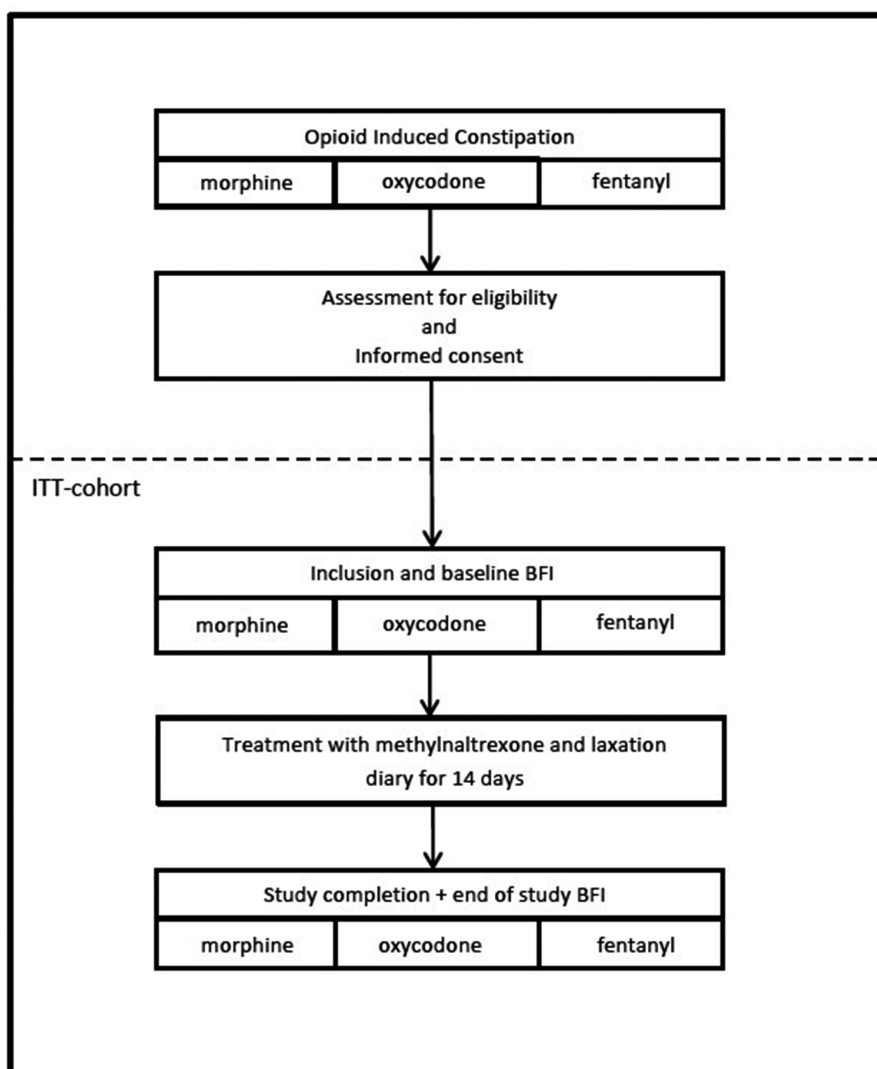 Opioid Induced Constipation
morphine oxycodone fentanyl
Assessment for eligibility
and
Informed consent
ITT-cohort
Inclusion and baseline BFI
morphine oxycodone fentanyl
Treatment with methylnaltrexone and laxation
diary for 14 days
Study completion + end of study BFI
morphine oxycodone fentanyl